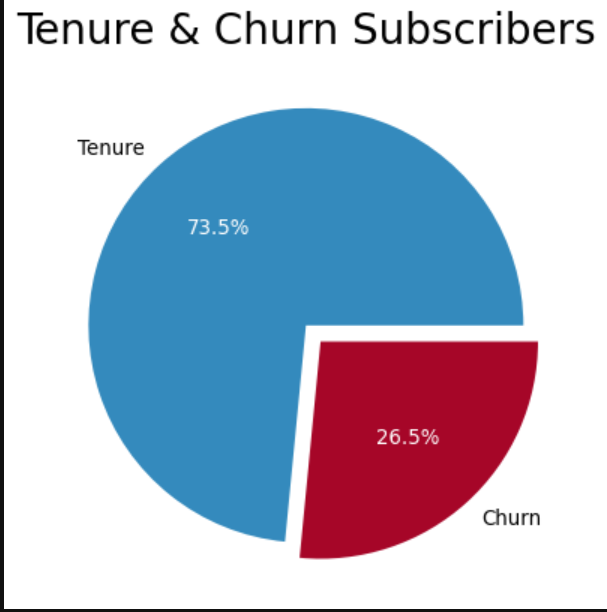 Tenure & Churn Subscribers
Tenure
73.5%
26.5%
Churn